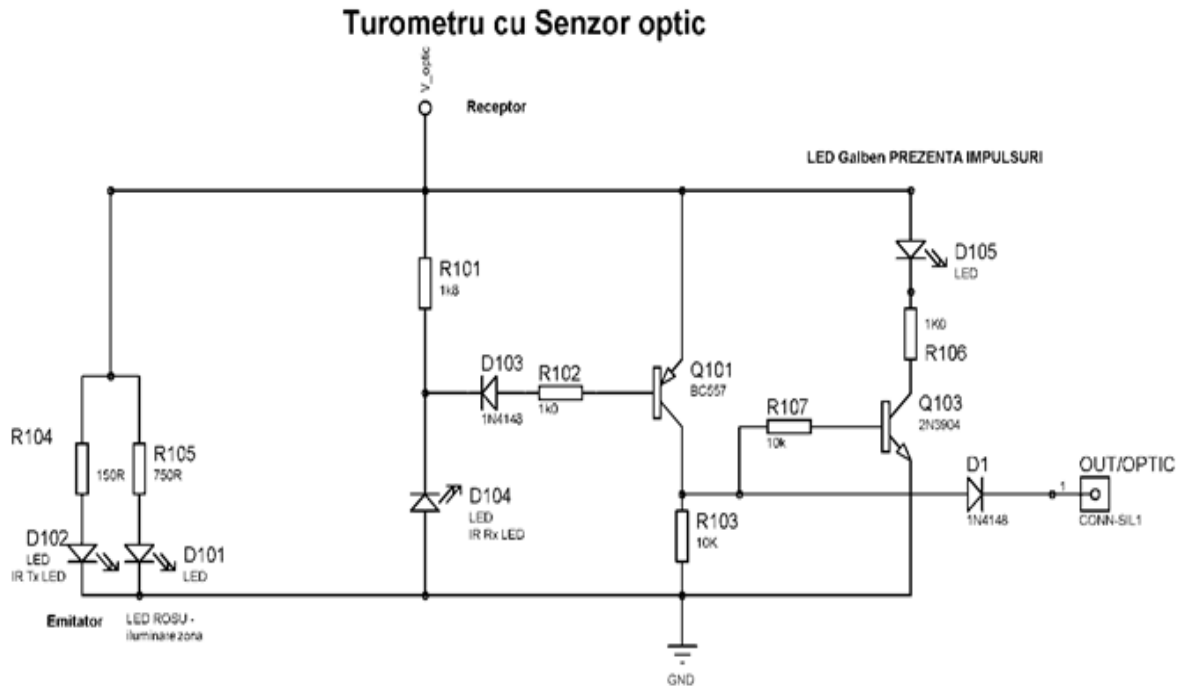 Turometru cu Senzor optic
V_optic
Receptor
LED Galben PREZENTA IMPULSURI
R101
1k8
D105
LED
1K0
R106
D103
1N4148
R102
1k0
Q101
BC557
R107
10k
Q103
2N3904
R104
150R
R105
750R
D104
LED
IR Rx LED
R103
10K
D1
1N4148
1
OUT/OPTIC
CONN-SIL1
D102
LED
IR Tx LED
D101
LED
Emitator
LED ROSU -
iluminare zona
GND